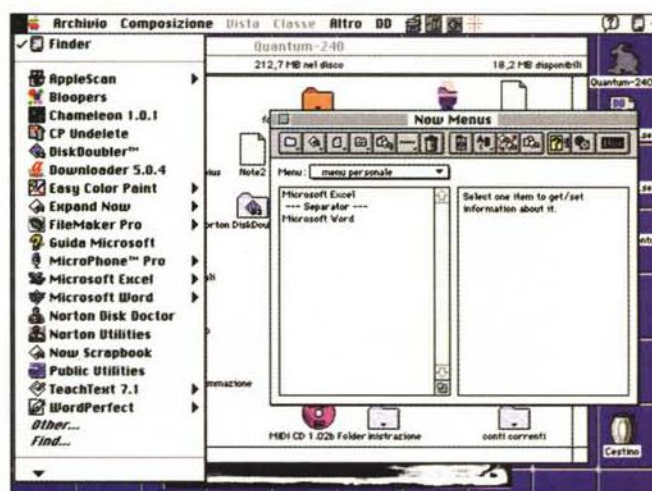 Archivio Composizione Vista Classe Altro DD
Finder
AppleScan
Bloopers
Chameleon 1.0.1
CP Undelete
DiskDoubler™
Downloader 5.0.4
Easy Color Paint
Expand Now
FileMaker Pro
Guida Microsoft
MicroPhone™ Pro
Microsoft Excel
Microsoft Word
Norton Disk Doctor
Norton Utilities
Now Scrapbook
Public Utilities
TeachText 7.1
WordPerfect
Other...
Find...
Quantum-240
212,7 MB nel disco 18,2 MB disponibili
Note2
rton DiskDoub
mmazione
MIDI CD 1.02b Folder inistrazione conti correnti
Now Menus
Menu: menu personale
Microsoft Excel
--- Separator ---
Microsoft Word
Select one item to get/set
information about it.
Quantum-240
DD
Cestino